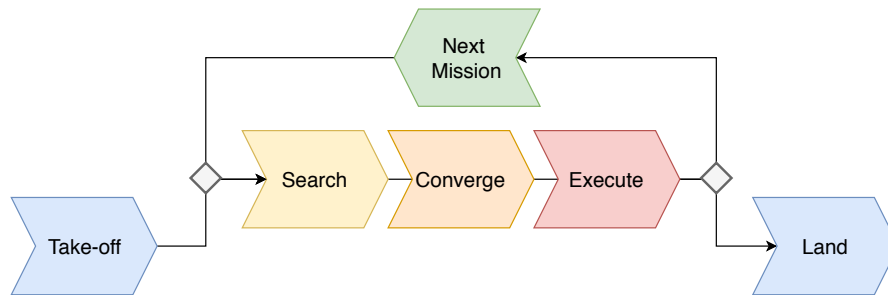 Next
Mission
Search
Converge
Execute
Take-off
Land